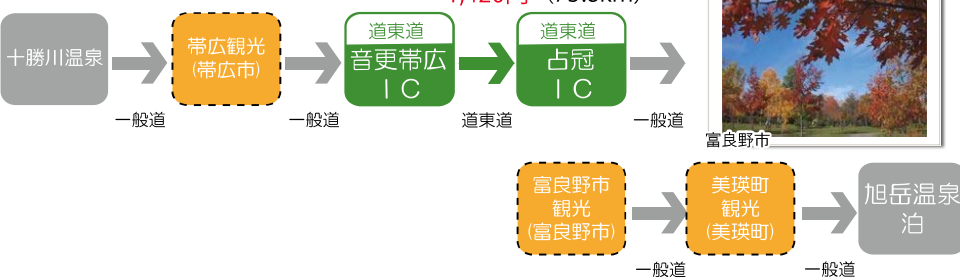 十勝川温泉
帯広観光
(帯広市)
道東道
音更帯広
IC
道東道
占冠
IC
一般道
一般道
道東道
一般道
富良野市
富良野市
観光
(富良野市)
美瑛町
観光
(美瑛町)
旭岳温泉
泊
一般道
一般道